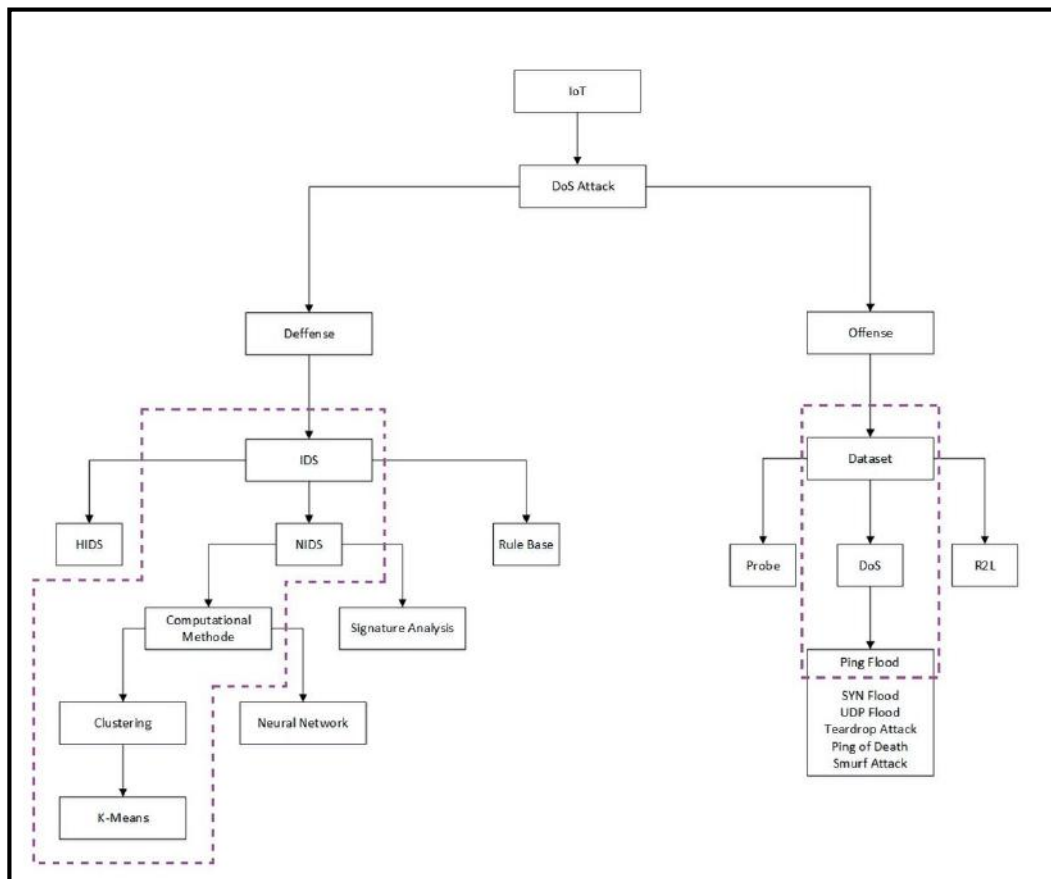 IoT
DoS Attack
Deffense
Offense
IDS
Dataset
HIDS
NIDS
Rule Base
Probe
DoS
R2L
Computational
Methode
Signature Analysis
Ping Flood
SYN Flood
UDP Flood
Teardrop Attack
Ping of Death
Smurf Attack
Clustering
Neural Network
K-Means